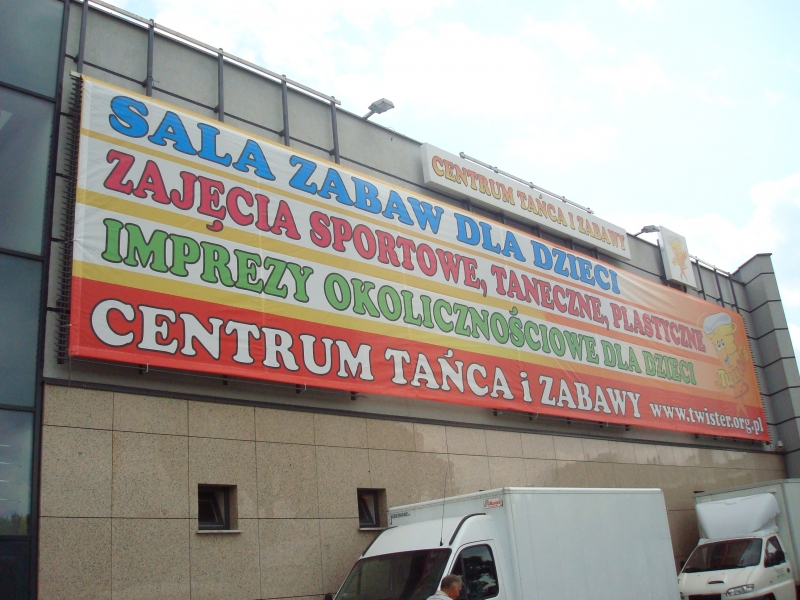 CENTRUM TAŃCA I ZABAWY
SALA ZABAW DLA DZIECI
ZAJĘCIA SPORTOWE, TANECZNE, PLASTYCZNE
IMPREZY OKOLICZNOŚCIOWE DLA DZIECI
CENTRUM TAŃCA i ZABAWY www.twister.org.pl